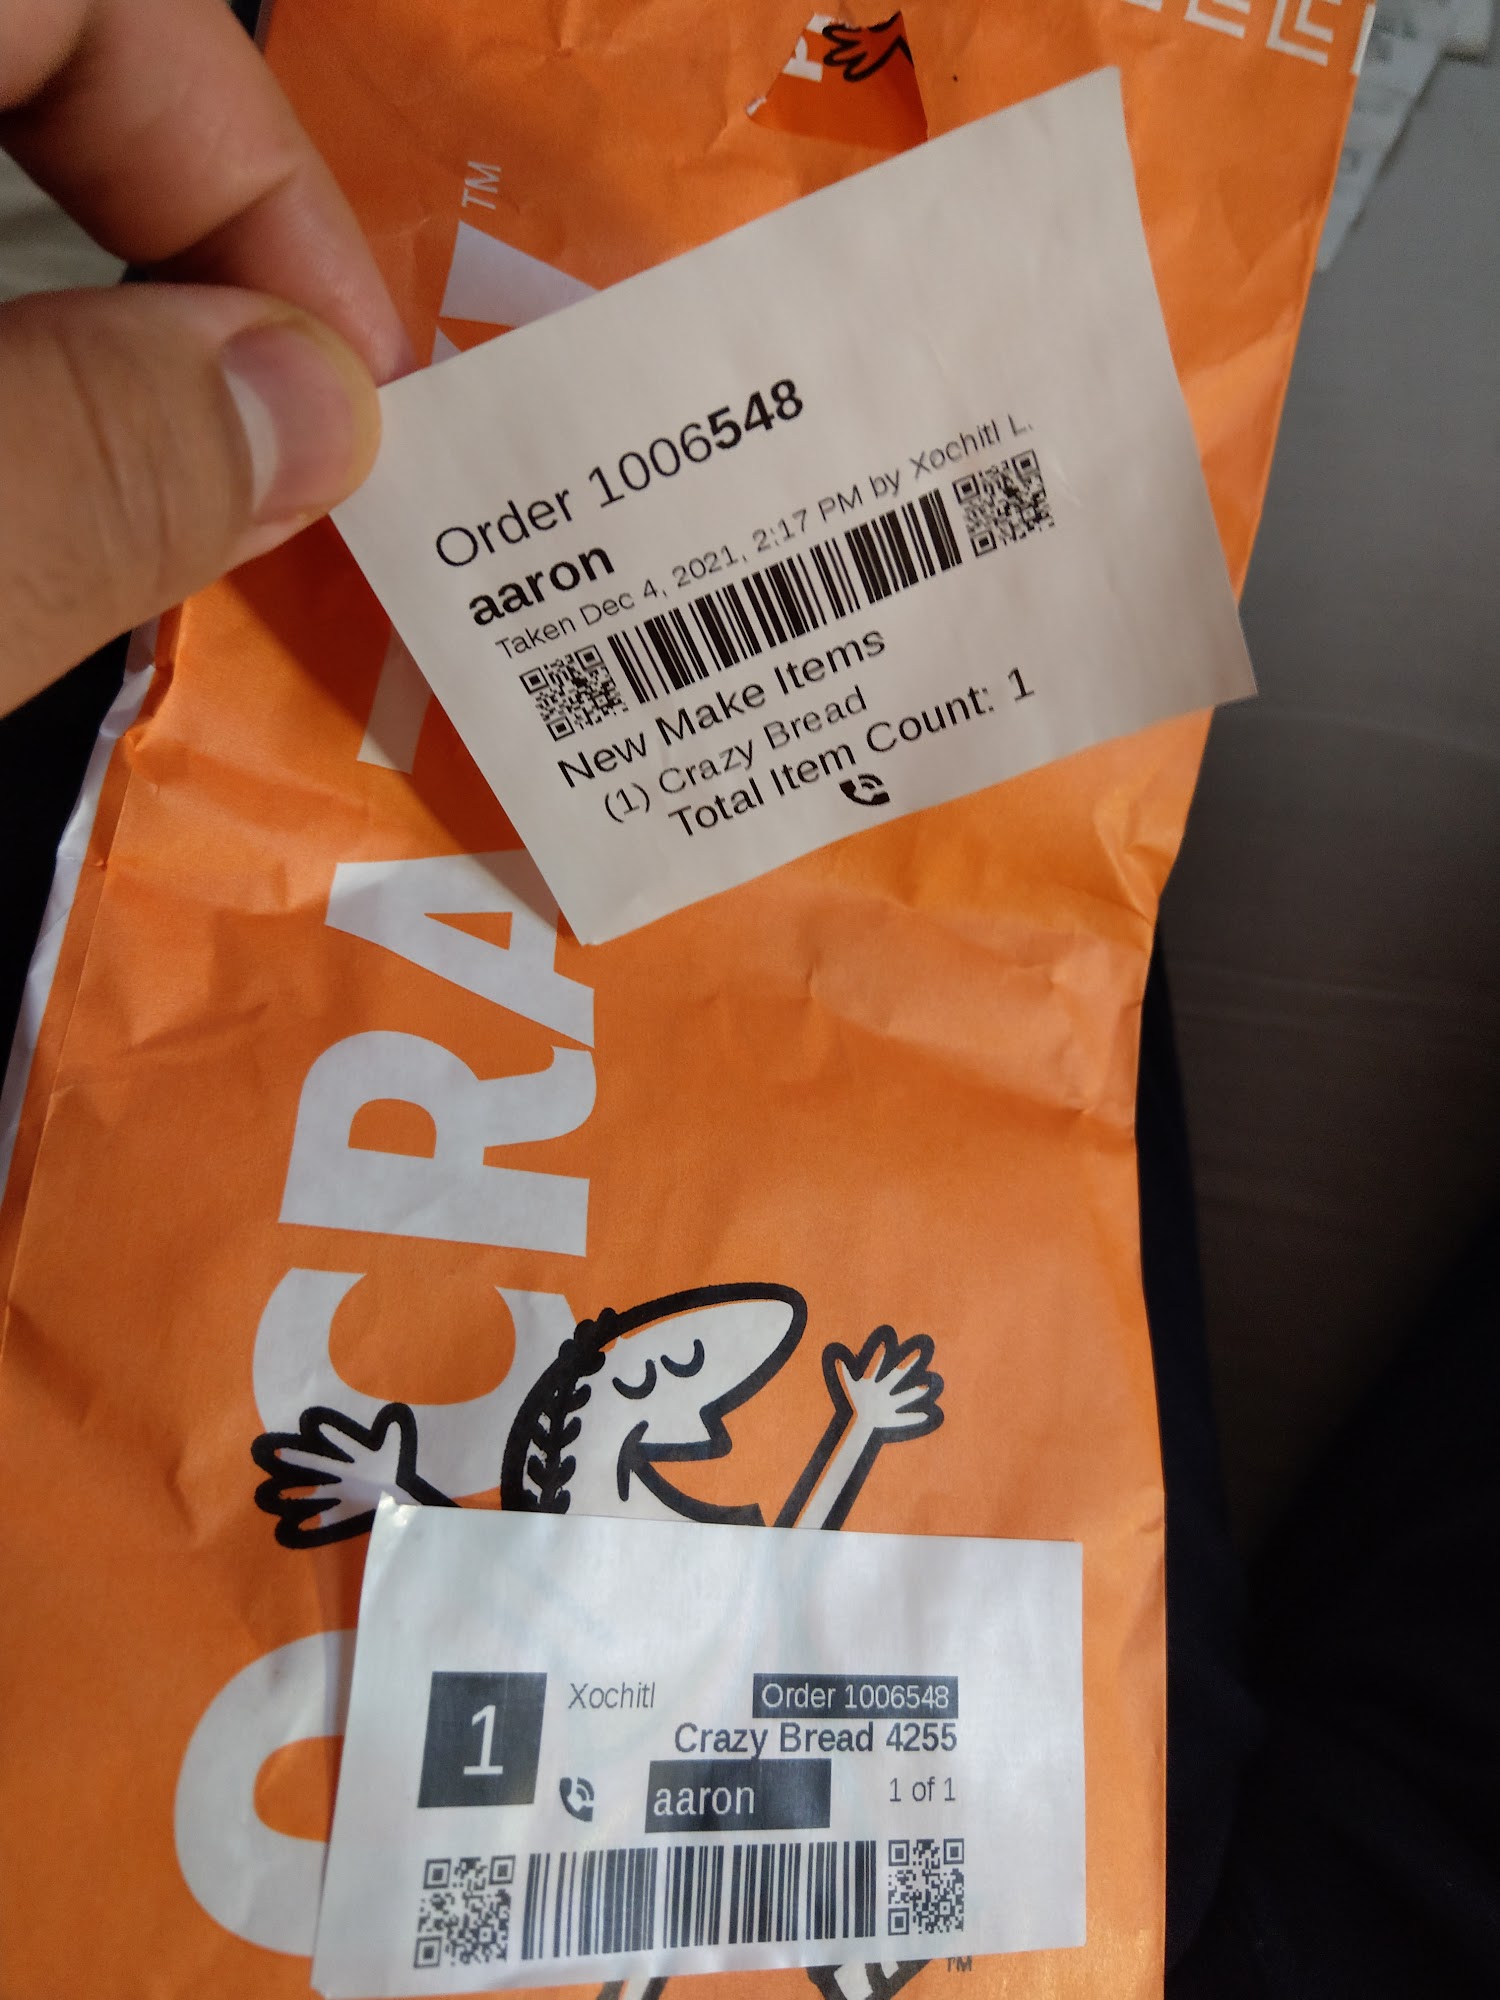 Order 1006548
aaron
Taken Dec 4, 2021, 2:17 PM by Xochitl L.
New Make Items
(1) Crazy Bread
Total Item Count: 1
TM
1
Xochitl
Order 1006548
Crazy Bread 4255
aaron
1 of 1
TM